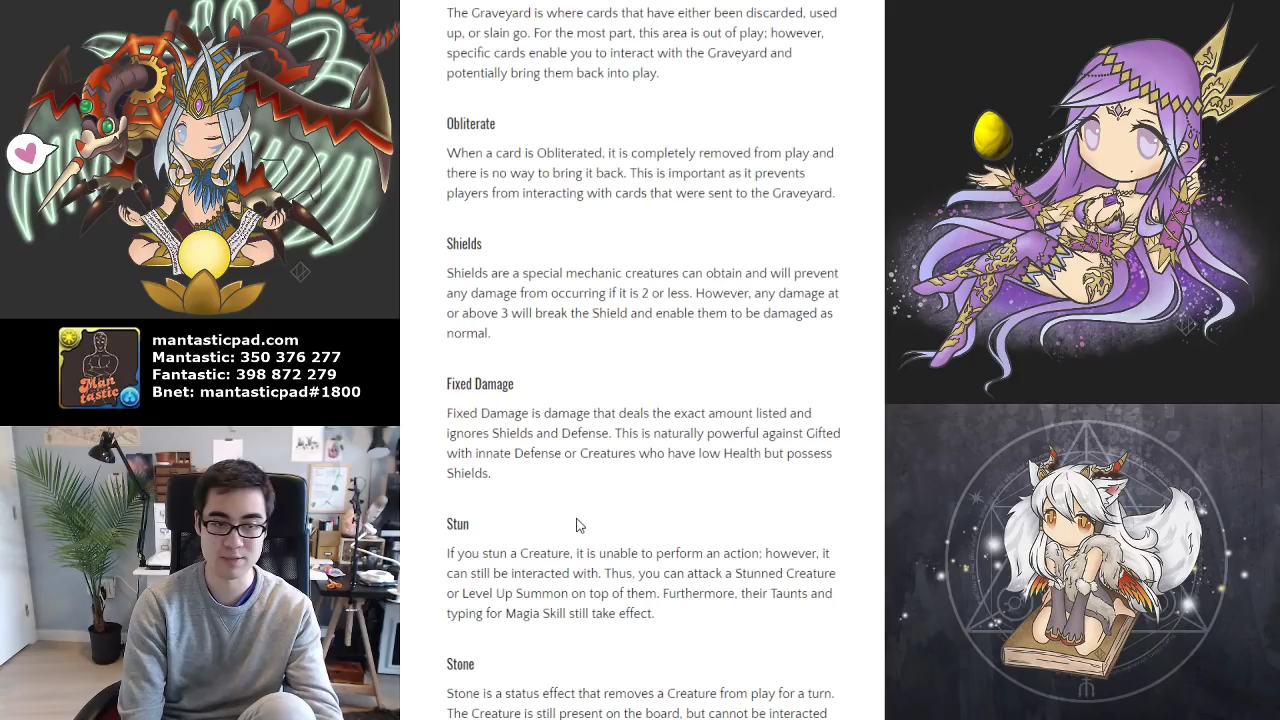 The Graveyard is where cards that have either been discarded, used
up, or slain go. For the most part, this area is out of play; however,
specific cards enable you to interact with the Graveyard and
potentially bring them back into play.
Obliterate
When a card is Obliterated, it is completely removed from play and
there is no way to bring it back. This is important as it prevents
players from interacting with cards that were sent to the Graveyard.
Shields
Shields are a special mechanic creatures can obtain and will prevent
any damage from occurring if it is 2 or less. However, any damage at
or above 3 will break the Shield and enable them to be damaged as
normal.
Fixed Damage
Fixed Damage is damage that deals the exact amount listed and
ignores Shields and Defense. This is naturally powerful against Gifted
with innate Defense or Creatures who have low Health but possess
Shields.
Stun
If you stun a Creature, it is unable to perform an action; however, it
can still be interacted with. Thus, you can attack a Stunned Creature
or Level Up Summon on top of them. Furthermore, their Taunts and
typing for Magia Skill still take effect.
Stone
Stone is a status effect that removes a Creature from play for a turn.
The Creature is still present on the board, but cannot be interacted
Man
tastic
mantasticpad.com
Mantastic: 350 376 277
Fantastic: 398 872 279
Bnet: mantasticpad#1800